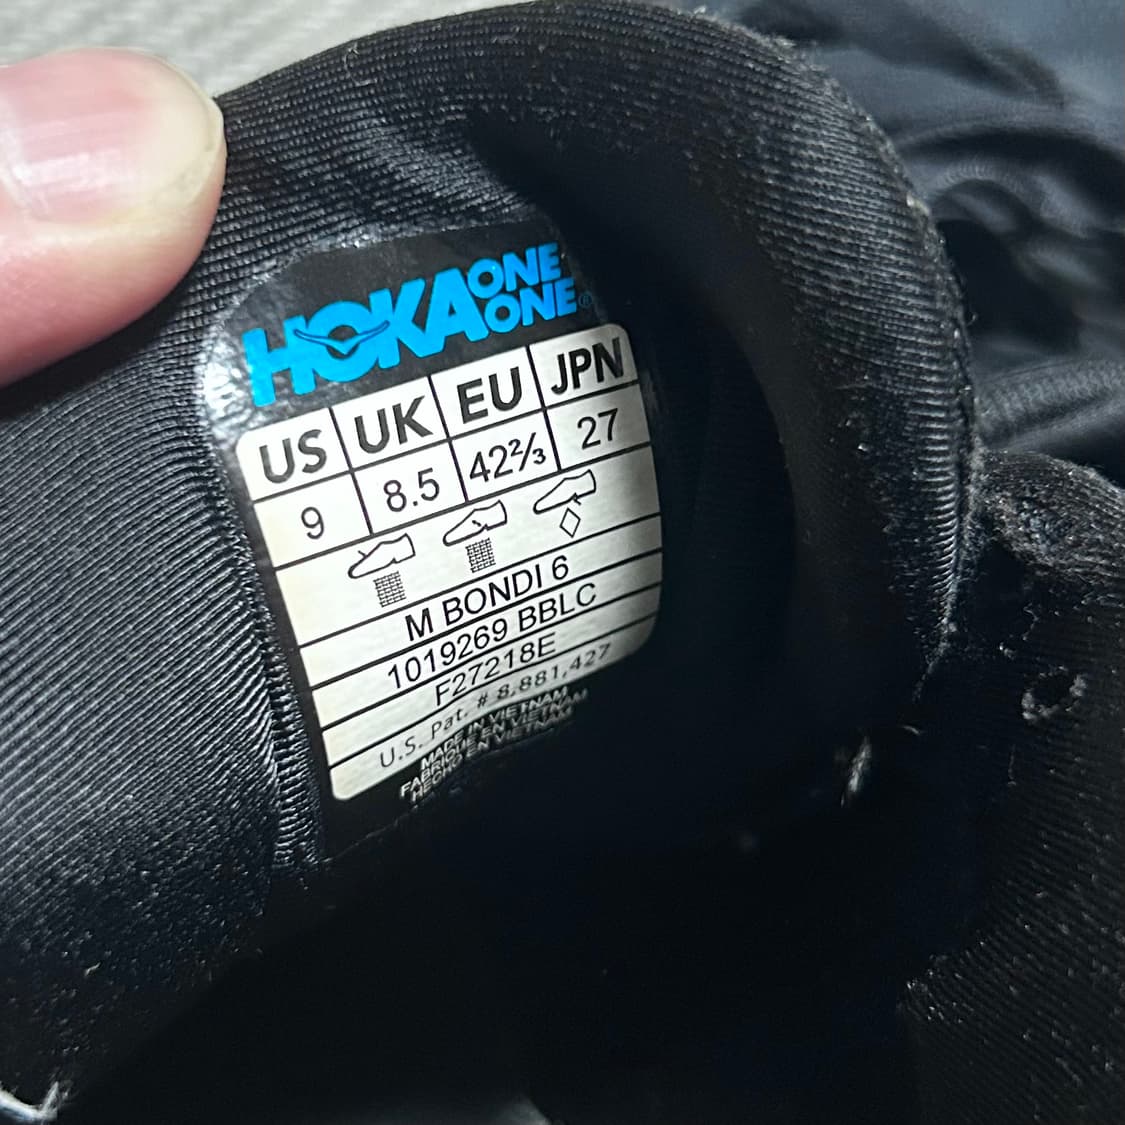 HOKA ONE ONE®
US UK EU JPN
9 8.5 42⅔ 27
M BONDI 6
1019269 BBLC
F27218E
U.S. Pat. # 8,881,427
MADE IN VIETNAM
FABRIQUE EN VIETNAM
HECHO EN VIETNAM